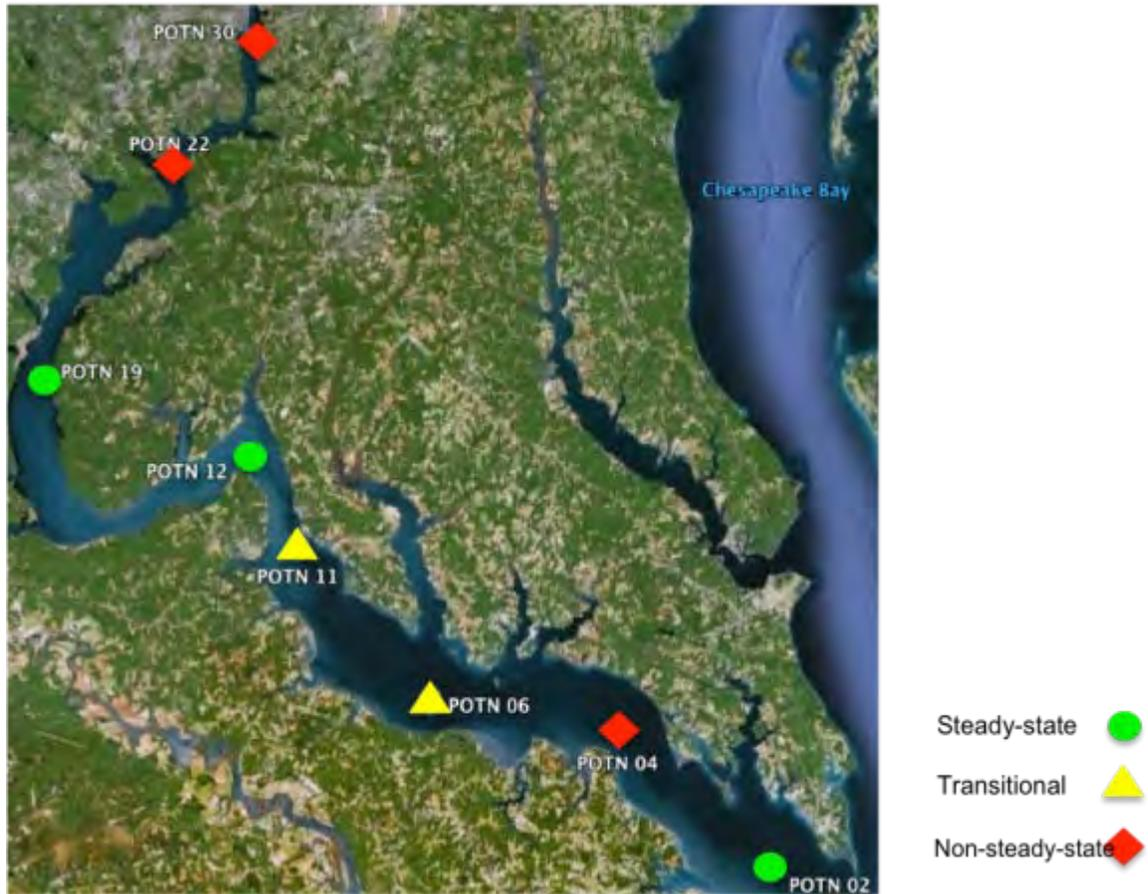 POTN 30
POTN 22
Chesapeake Bay
POTN 19
POTN 12
POTN 11
POTN 06
POTN 04
POTN 02
Steady-state
Transitional
Non-steady-state